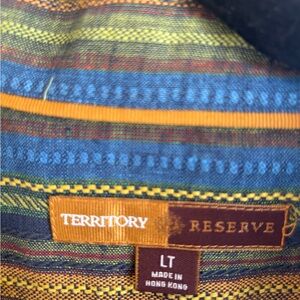 TERRITORY RESERVE
LT
MADE IN
HONG KONG